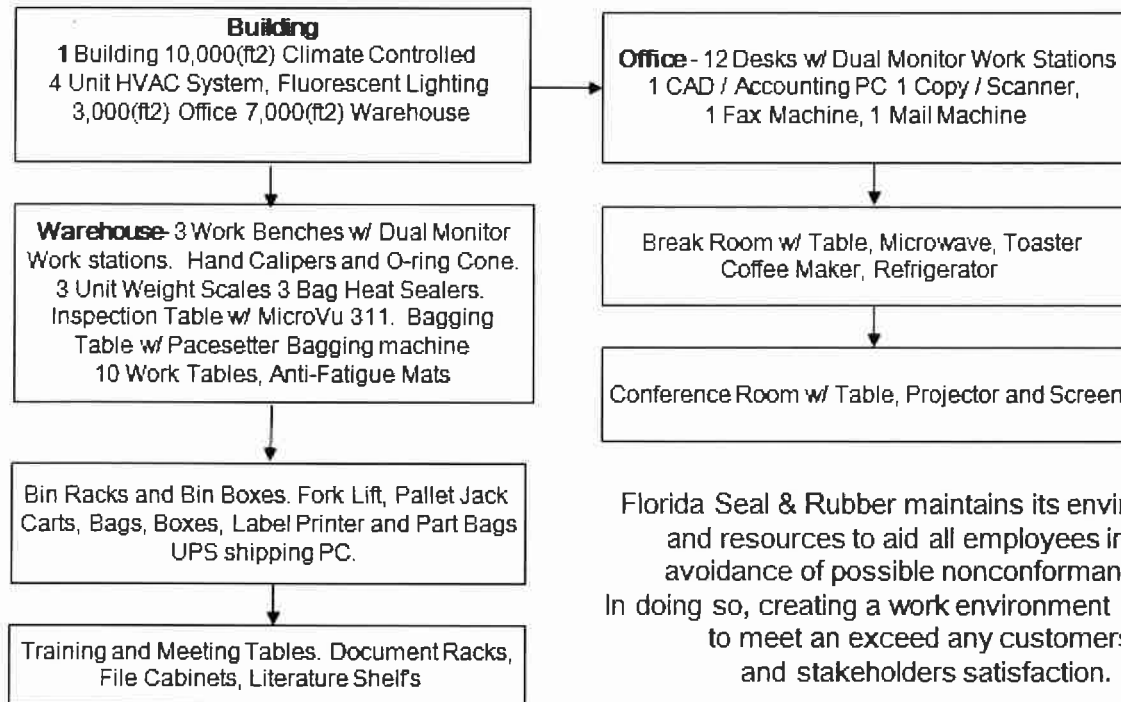 Building
1 Building 10,000(ft2) Climate Controlled
4 Unit HVAC System, Fluorescent Lighting
3,000(ft2) Office 7,000(ft2) Warehouse
Office - 12 Desks w/ Dual Monitor Work Stations
1 CAD / Accounting PC 1 Copy / Scanner,
1 Fax Machine, 1 Mail Machine
Warehouse- 3 Work Benches w/ Dual Monitor
Work stations. Hand Calipers and O-ring Cone.
3 Unit Weight Scales 3 Bag Heat Sealers.
Inspection Table w/ MicroVu 311. Bagging
Table w/ Pacesetter Bagging machine
10 Work Tables, Anti-Fatigue Mats
Break Room w/ Table, Microwave, Toaster
Coffee Maker, Refrigerator
Conference Room w/ Table, Projector and Screen
Bin Racks and Bin Boxes. Fork Lift, Pallet Jack
Carts, Bags, Boxes, Label Printer and Part Bags
UPS shipping PC.
Training and Meeting Tables. Document Racks,
File Cabinets, Literature Shelf's
Florida Seal & Rubber maintains its
and resources to aid all employees
avoidance of possible
In doing so, creating a work environment
to meet an exceed any customers
and stakeholders satisfaction.